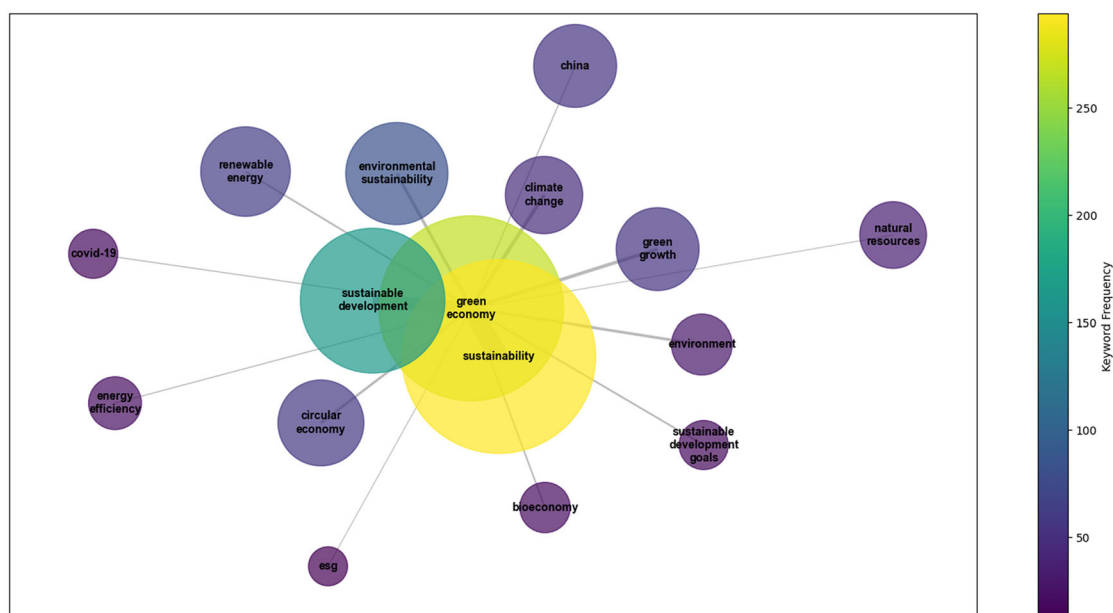 china
renewable
energy
environmental
sustainability
climate
change
natural
resources
green
growth
covid-19
sustainable
development
green
economy
environment
sustainability
energy
efficiency
circular
economy
sustainable
development
goals
bioeconomy
esg
250
200
150
100
50
Keyword Frequency